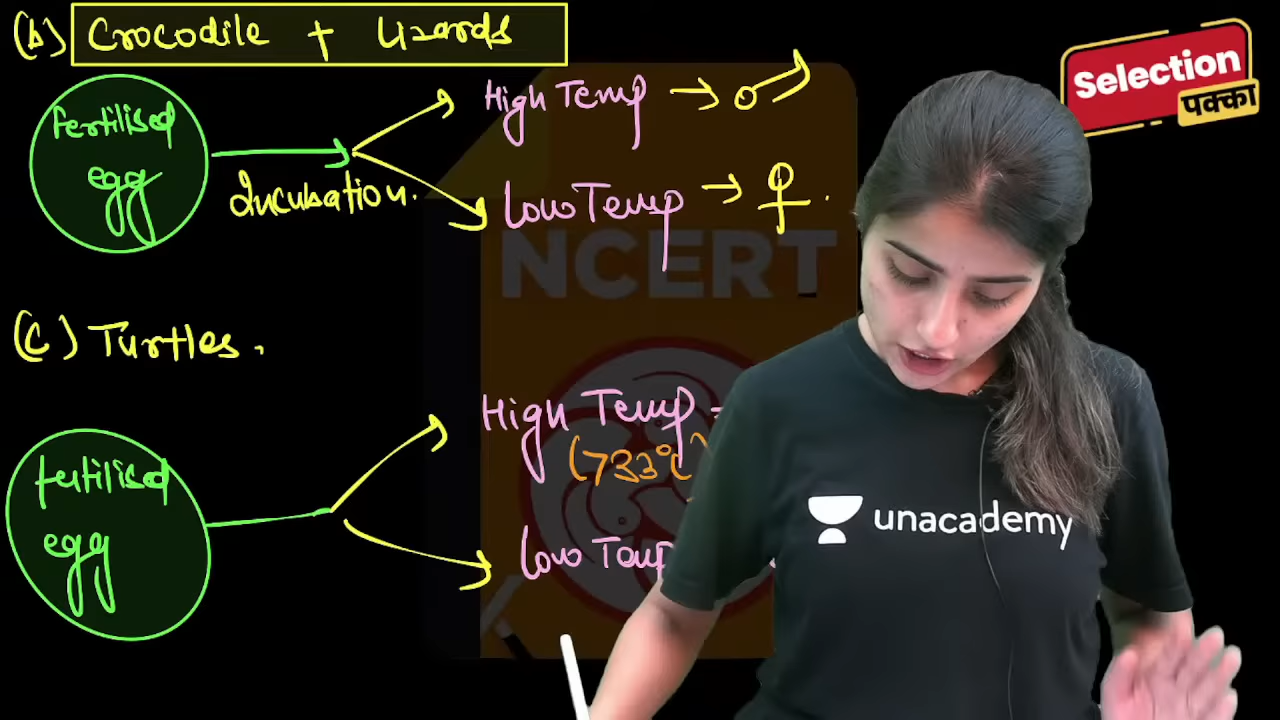 (b) Crocodile + Lizards
fertilised
egg
Incubation.
High Temp → ♂
Low Temp → ♀.
NCERT
(c) Turtles.
fertilised
egg
High Temp
(733°C)
Low Temp
Selection
पक्का
unacademy